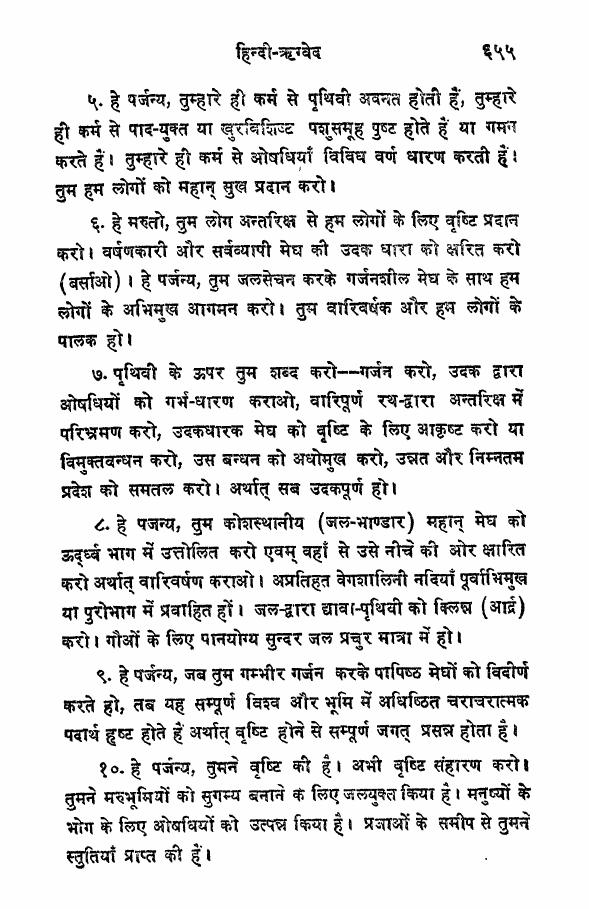 हिन्दी-ऋग्वेद ६५५
५. हे पर्जन्य, तुम्हारे ही कर्म से पृथिवी अवनत होती हैं, तुम्हारे
ही कर्म से पाद-युक्त या खुरविशिष्ट पशुसमूह पुष्ट होते हैं या गमन
करते हैं। तुम्हारे ही कर्म से ओषधियाँ विविध वर्ण धारण करती हैं।
तुम हम लोगों को महान् सुख प्रदान करो।
६. हे मरुतो, तुम लोग अन्तरिक्ष से हम लोगों के लिए वृष्टि प्रदान
करो। वर्षणकारी और सर्वव्यापी मेघ की उदक धारा को क्षरित करो
(वर्साओ)। हे पर्जन्य, तुम जलसेचन करके गर्जनशील मेघ के साथ हम
लोगों के अभिमुख आगमन करो। तुम वारिवर्षक और हम लोगों के
पालक हो।
७. पृथिवी के ऊपर तुम शब्द करो--गर्जन करो, उदक द्वारा
ओषधियों को गर्भ-धारण कराओ, वारिपूर्ण रथ-द्वारा अन्तरिक्ष में
परिभ्रमण करो, उदकधारक मेघ को वृष्टि के लिए आकृष्ट करो या
विमुक्तबन्धन करो, उस बन्धन को अधोमुख करो, उन्नत और निम्नतम
प्रदेश को समतल करो। अर्थात् सब उदकपूर्ण हो।
८. हे पजन्य, तुम कोशस्थानीय (जल-भाण्डार) महान् मेघ को
ऊर्द्ध्व भाग में उत्तोलित करो एवम् वहाँ से उसे नीचे की ओर क्षारित
करो अर्थात् वारिवर्षण कराओ। अप्रतिहत वेगशालिनी नदियाँ पूर्वाभिमुख
या पुरोभाग में प्रवाहित हों। जल-द्वारा द्यावा-पृथिवी को क्लिन्न (आर्द्र)
करो। गौओं के लिए पानयोग्य सुन्दर जल प्रचुर मात्रा में हो।
९. हे पर्जन्य, जब तुम गम्भीर गर्जन करके पापिष्ठ मेघों को विदीर्ण
करते हो, तब यह सम्पूर्ण विश्व और भूमि में अधिष्ठित चराचरात्मक
पदार्थ हृष्ट होते हैं अर्थात् वृष्टि होने से सम्पूर्ण जगत् प्रसन्न होता है।
१०. हे पर्जन्य, तुमने वृष्टि की है। अभी वृष्टि संहारण करो।
तुमने मरुभूमियों को सुगम्य बनाने के लिए जलयुक्त किया है। मनुष्यों के
भोग के लिए ओषधियों को उत्पन्न किया है। प्रजाओं के समीप से तुमने
स्तुतियाँ प्राप्त की हैं।